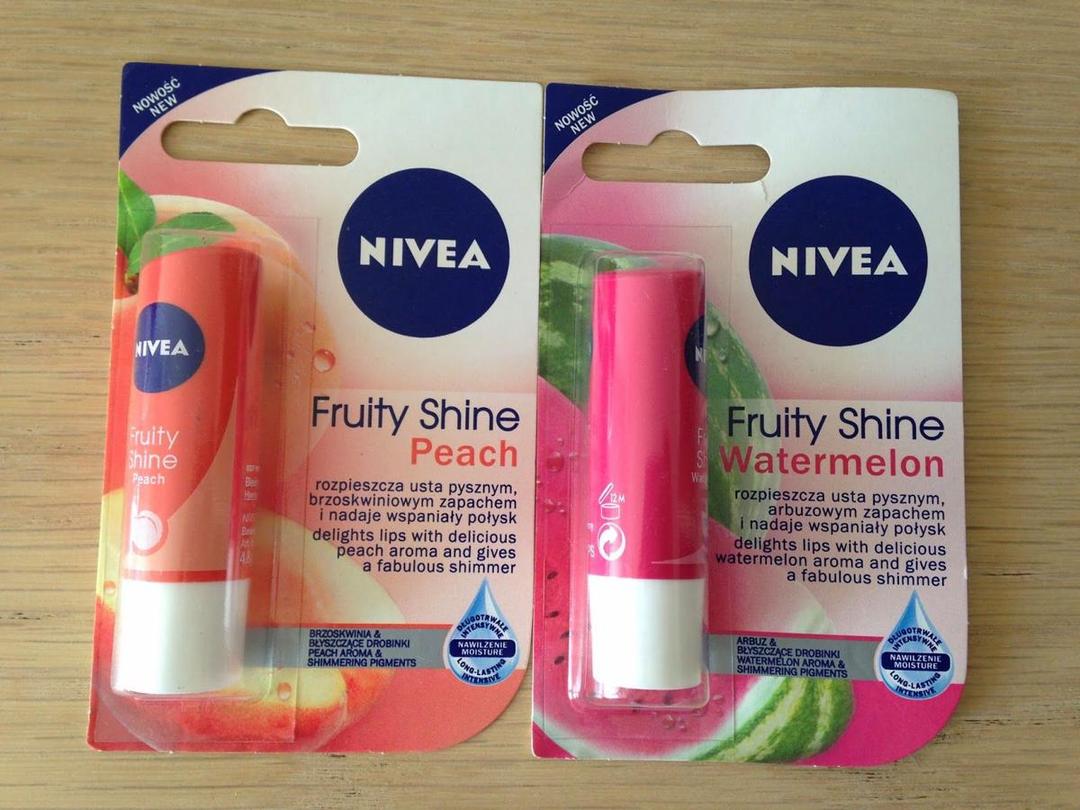 NOWOŚĆ
NEW
NIVEA
NIVEA
Fruity
Shine
Peach
Fruity Shine
Peach
rozpieszcza usta pysznym,
brzoskwiniowym zapachem
i nadaje wspaniały połysk
delights lips with delicious
peach aroma and gives
a fabulous shimmer
BRZOSKWINIA &
BŁYSZCZĄCE DROBINKI
PEACH AROMA &
SHIMMERING PIGMENTS
DŁUGOTRWAŁE
INTENSYWNE
NAWILŻENIE
MOISTURE
LONG-LASTING
INTENSIVE
NOWOŚĆ
NEW
NIVEA
12M
Fruity Shine
Watermelon
rozpieszcza usta pysznym,
arbuzowym zapachem
i nadaje wspaniały połysk
delights lips with delicious
watermelon aroma and gives
a fabulous shimmer
ARBUZ &
BŁYSZCZĄCE DROBINKI
WATERMELON AROMA &
SHIMMERING PIGMENTS
DŁUGOTRWAŁE
INTENSYWNE
NAWILŻENIE
MOISTURE
LONG-LASTING
INTENSIVE